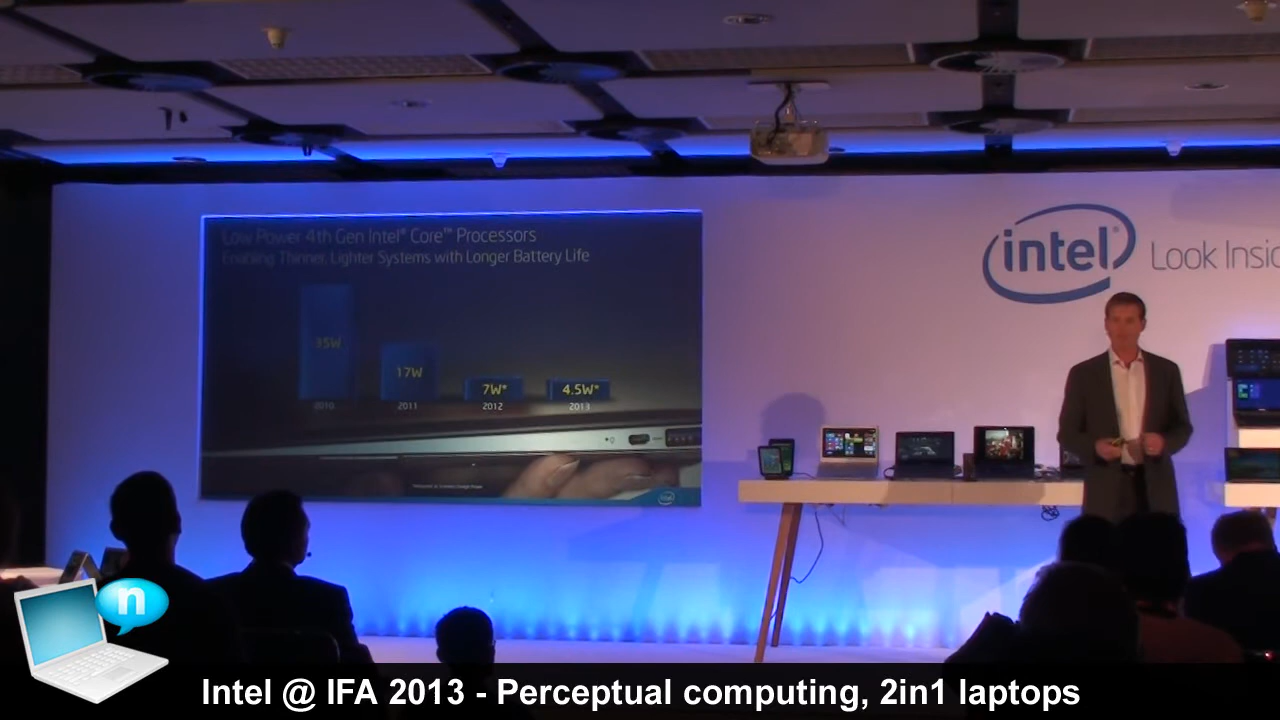 Low Power 4th Gen Intel® Core™ Processors
Enabling Thinner, Lighter Systems with Longer Battery Life
35W
17W
7W*
4.5W*
2010
2011
2012
2013
intel®
Look Insid
intel
n
Intel @ IFA 2013 - Perceptual computing, 2in1 laptops